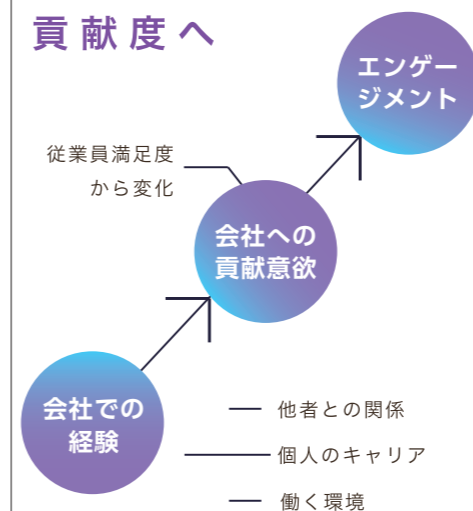 貢献度へ
エンゲー
ジメント
従業員満足度
から変化
会社への
貢献意欲
会社での
経験
他者との関係
個人のキャリア
働く環境